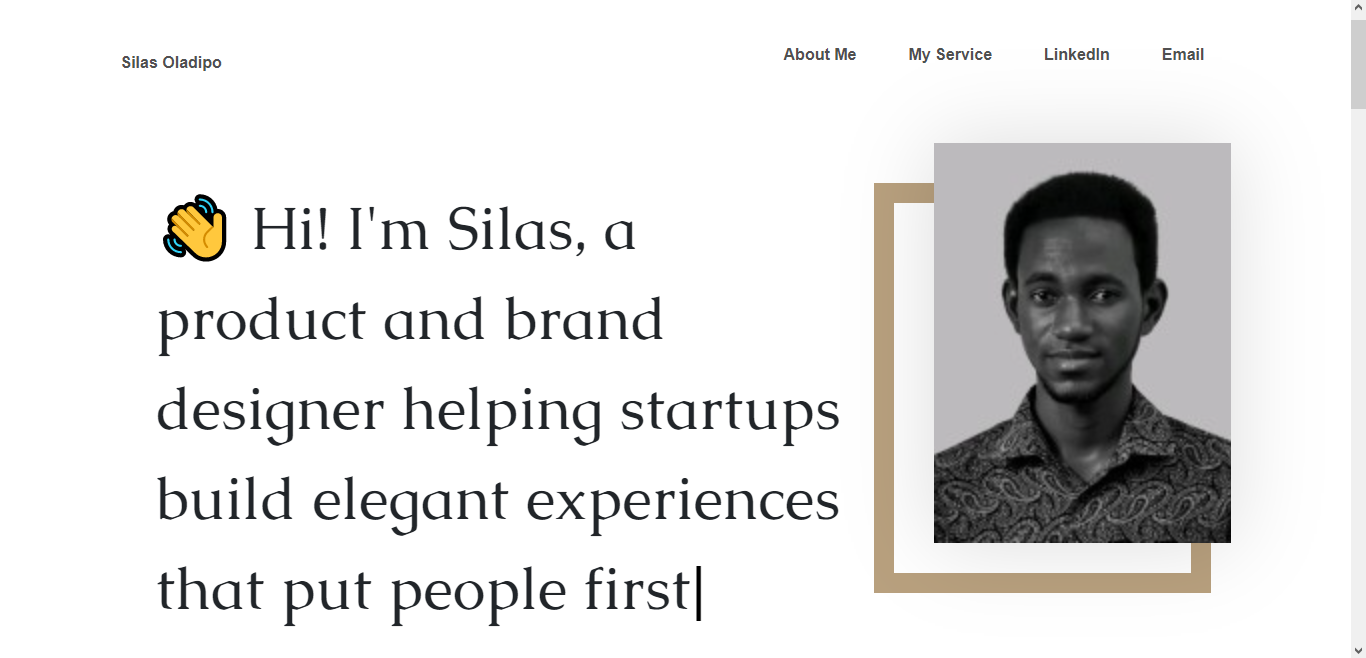 Silas Oladipo
About Me
My Service
LinkedIn
Email
👋 Hi! I'm Silas, a
product and brand
designer helping startups
build elegant experiences
that put people first|